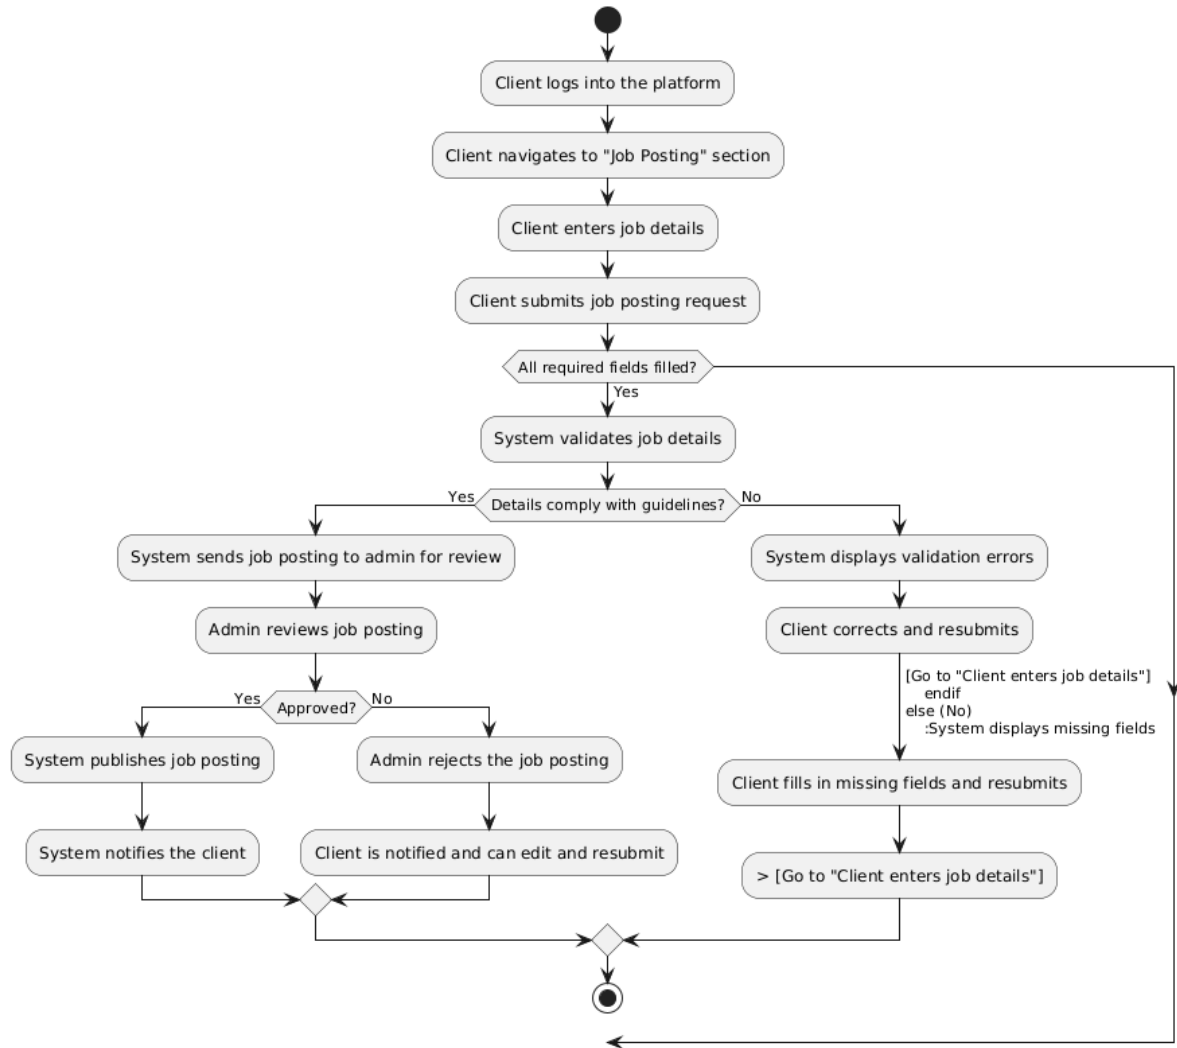 Client logs into the platform
Client navigates to "Job Posting" section
Client enters job details
Client submits job posting request
All required fields filled?
Yes
System validates job details
Yes
Details comply with guidelines?
No
System sends job posting to admin for review
System displays validation errors
Admin reviews job posting
Client corrects and resubmits
[Go to "Client enters job details"]
endif
else (No)
:System displays missing fields
Yes
Approved?
No
System publishes job posting
Admin rejects the job posting
Client fills in missing fields and resubmits
System notifies the client
Client is notified and can edit and resubmit
> [Go to "Client enters job details"]